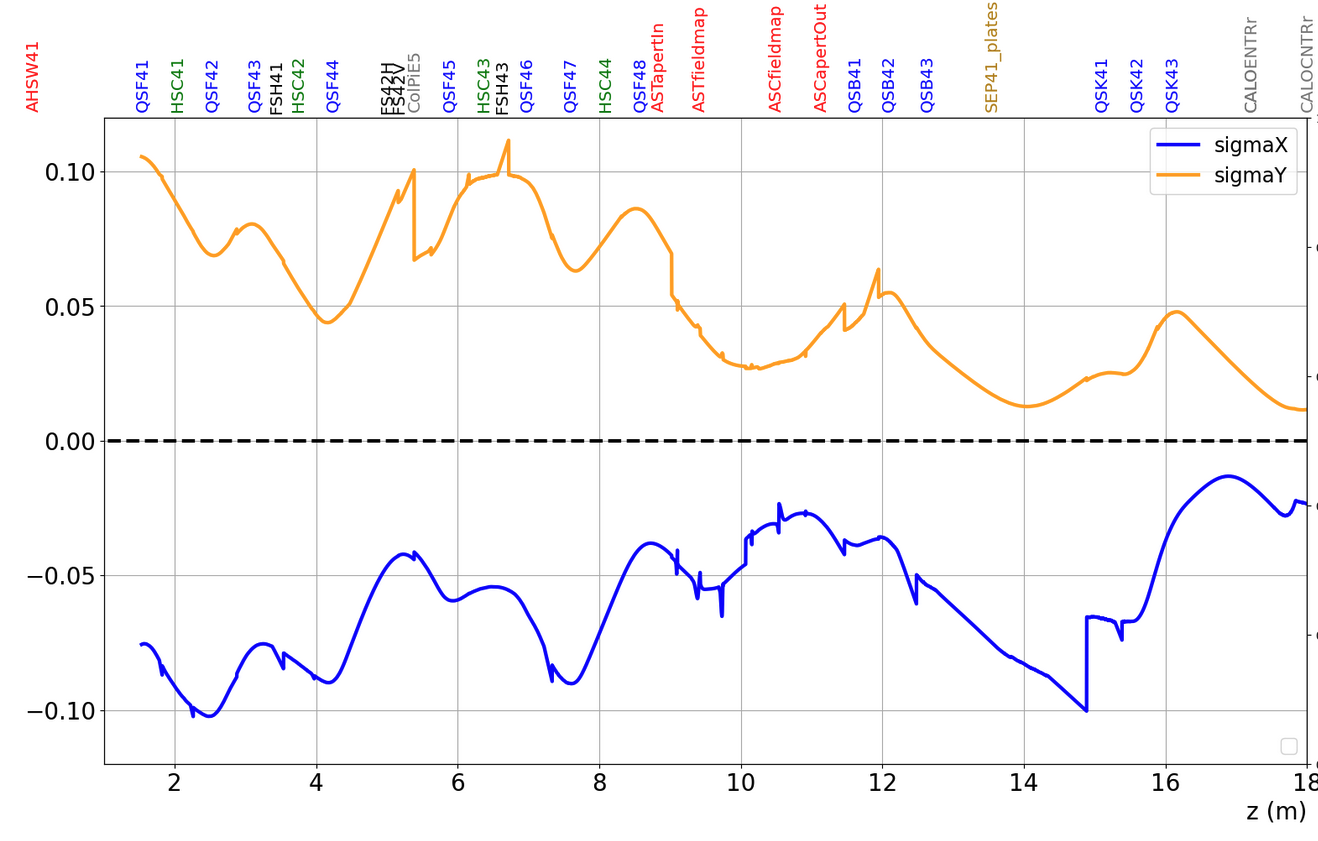 AHSW41
QSF41
HSC41
QSF42
QSF43
FSH41
HSC42
QSF44
FS42H
FS42V
ColPiE5
QSF45
HSC43
FSH43
QSF46
QSF47
HSC44
QSF48
ASTapertIn
ASTfieldmap
ASCfieldmap
ASCapertOut
QSB41
QSB42
QSB43
SEP41_plates
QSK41
QSK42
QSK43
CALOENTRr
CALOCNTRr
sigmaX
sigmaY
0.10
0.05
0.00
−0.05
−0.10
2 4 6 8 10 12 14 16 18
z (m)